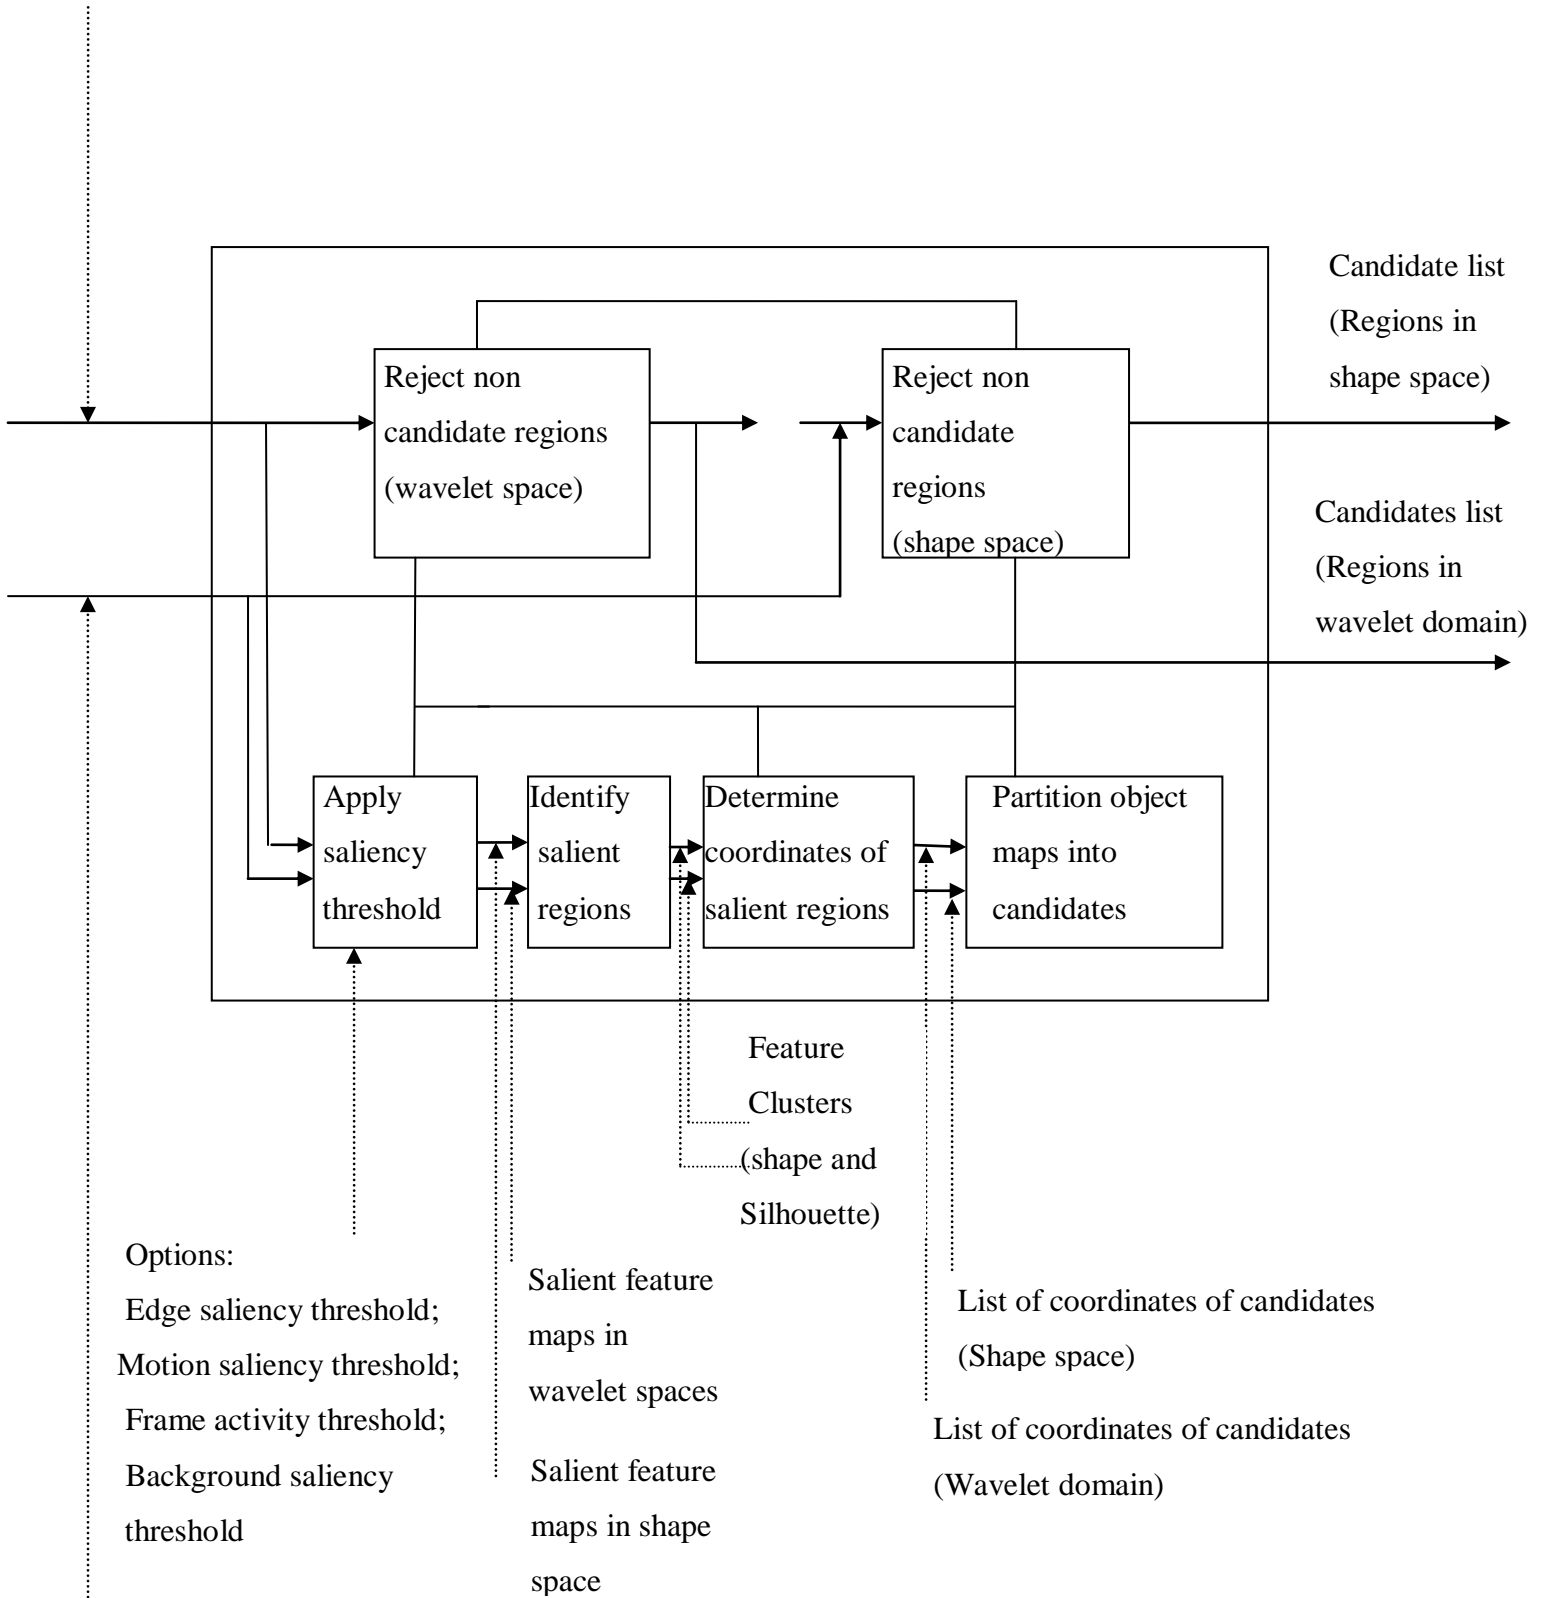 Candidate list
(Regions in
shape space)
Reject non
candidate regions
(wavelet space)
Reject non
candidate
regions
(shape space)
Candidates list
(Regions in
wavelet domain)
Apply
saliency
threshold
Identify
salient
regions
Determine
coordinates of
salient regions
Partition object
maps into
candidates
Feature
Clusters
(shape and
Silhouette)
Options:
Edge saliency threshold;
Motion saliency threshold;
Frame activity threshold;
Background saliency
threshold
Salient feature
maps in
wavelet spaces
Salient feature
maps in shape
space
List of coordinates of candidates
(Shape space)
List of coordinates of candidates
(Wavelet domain)